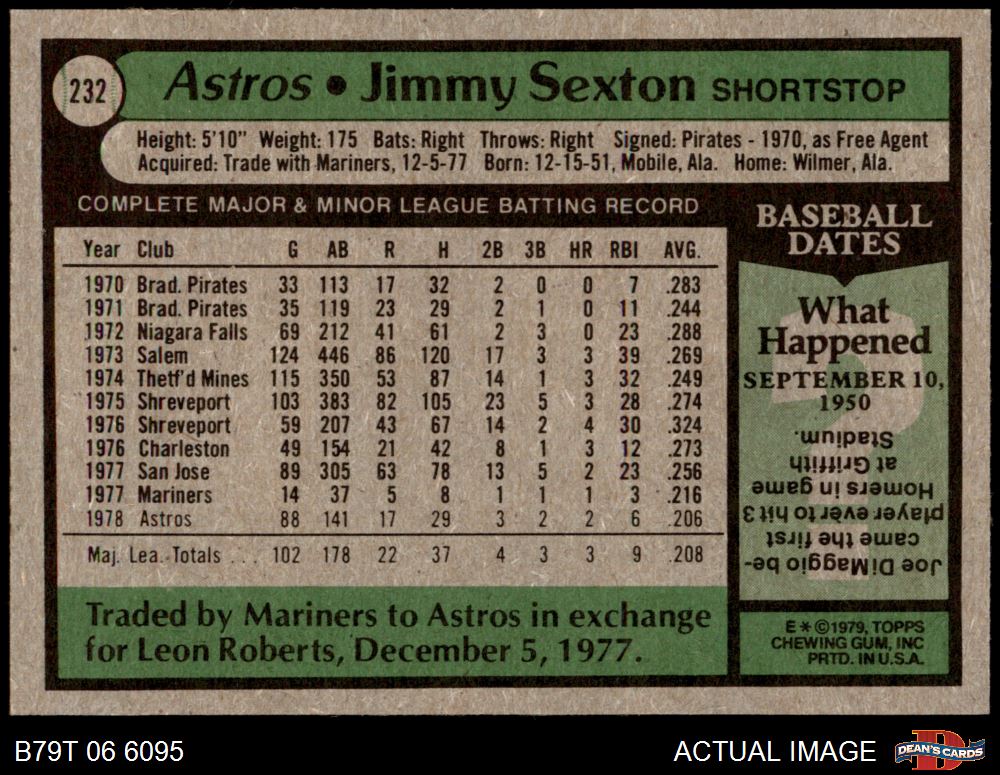 232
Astros • Jimmy Sexton SHORTSTOP
Height: 5'10" Weight: 175 Bats: Right Throws: Right Signed: Pirates - 1970, as Free Agent
Acquired: Trade with Mariners, 12-5-77 Born: 12-15-51, Mobile, Ala. Home: Wilmer, Ala.
COMPLETE MAJOR & MINOR LEAGUE BATTING RECORD
Year Club G AB R H 2B 3B HR RBI AVG.
1970 Brad. Pirates 33 113 17 32 2 0 0 7 .283
1971 Brad. Pirates 35 119 23 29 2 1 0 11 .244
1972 Niagara Falls 69 212 41 61 2 3 0 23 .288
1973 Salem 124 446 86 120 17 3 3 39 .269
1974 Thetf'd Mines 115 350 53 87 14 1 3 32 .249
1975 Shreveport 103 383 82 105 23 5 3 28 .274
1976 Shreveport 59 207 43 67 14 2 4 30 .324
1976 Charleston 49 154 21 42 8 1 3 12 .273
1977 San Jose 89 305 63 78 13 5 2 23 .256
1977 Mariners 14 37 5 8 1 1 1 3 .216
1978 Astros 88 141 17 29 3 2 2 6 .206
Maj. Lea. Totals . . . 102 178 22 37 4 3 3 9 .208
Traded by Mariners to Astros in exchange
for Leon Roberts, December 5, 1977.
BASEBALL
DATES
What
Happened
SEPTEMBER 10,
1950
Joe DiMaggio be-
came the first
player ever to hit 3
Homers in game
at Griffith
Stadium.
E * © 1979, TOPPS
CHEWING GUM, INC
PRTD. IN U.S.A.
B79T 06 6095
ACTUAL IMAGE
DEAN'S CARDS